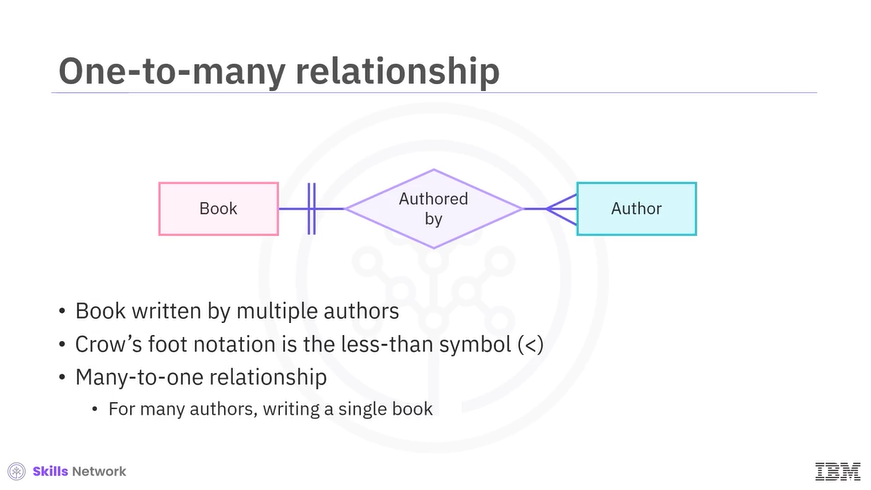 One-to-many relationship
Book
Authored
by
Author
• Book written by multiple authors
• Crow’s foot notation is the less-than symbol (<)
• Many-to-one relationship
• For many authors, writing a single book
Skills Network
IBM